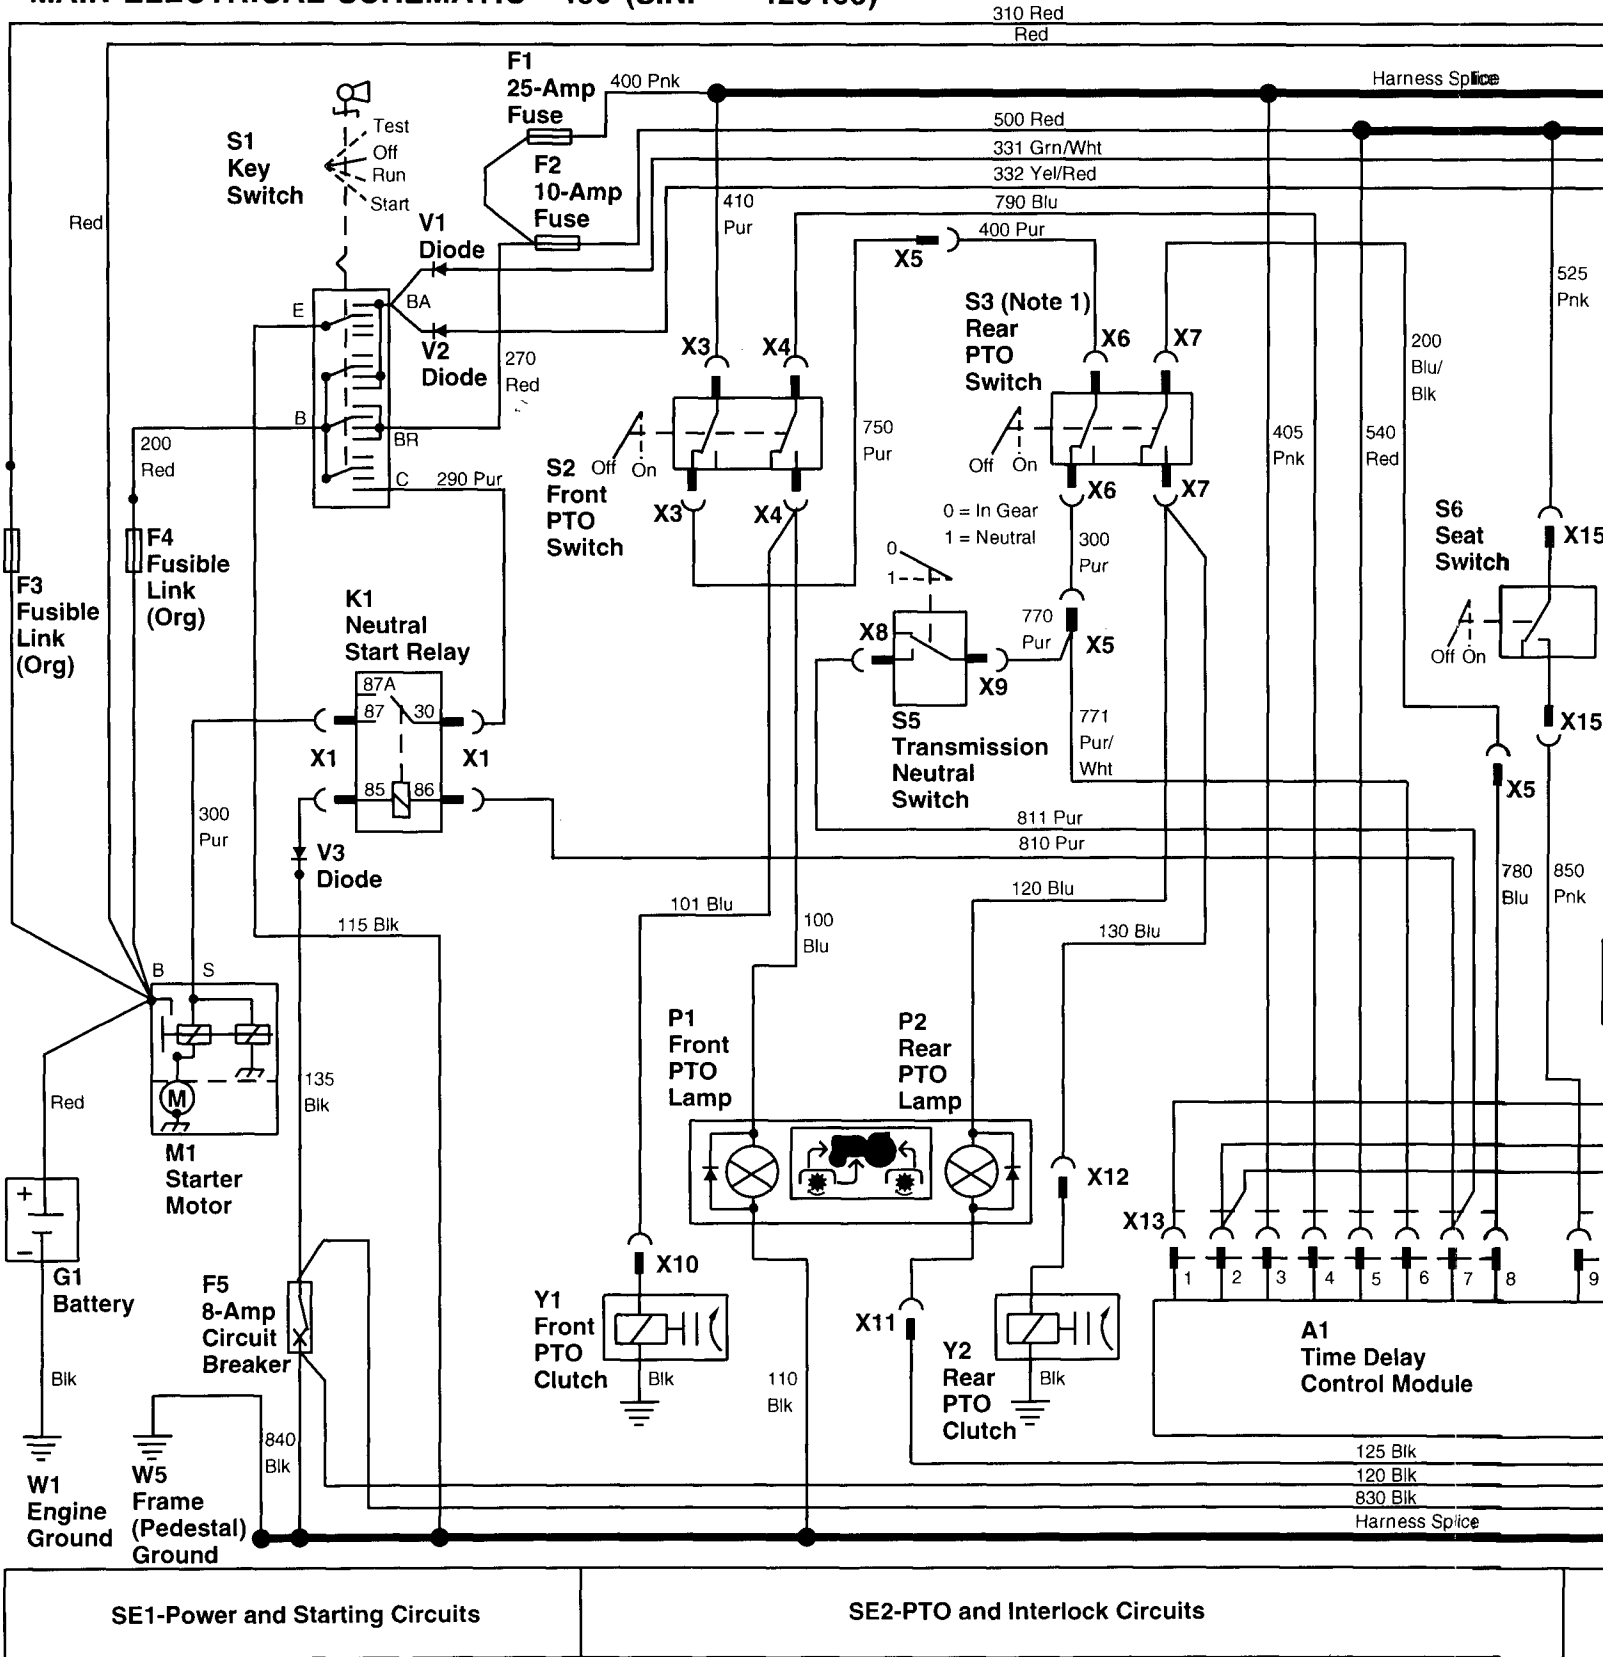 310 Red
Red
F1
25-Amp
Fuse
400 Pnk
Harness Splice
S1
Key
Switch
Test
Off
Run
Start
500 Red
331 Grn/Wht
332 Yel/Red
F2
10-Amp
Fuse
790 Blu
400 Pur
Red
V1
Diode
410
Pur
X5
525
Pnk
E
BA
S3 (Note 1)
Rear
PTO
Switch
X3
X4
X6
X7
V2
Diode
270
Red
200
Blu/
Blk
B
BR
200
Red
C
290 Pur
S2
Front
PTO
Switch
Off
On
750
Pur
Off
On
405
Pnk
540
Red
X3
X4
X6
X7
0 = In Gear
1 = Neutral
S6
Seat
Switch
X15
F3
Fusible
Link
(Org)
F4
Fusible
Link
(Org)
0
1
300
Pur
K1
Neutral
Start Relay
X8
770
Pur
X5
Off On
X9
87A
87
30
X1
X1
85
86
S5
Transmission
Neutral
Switch
771
Pur/
Wht
X15
X5
300
Pur
811 Pur
810 Pur
V3
Diode
780
Blu
850
Pnk
101 Blu
100
Blu
120 Blu
130 Blu
115 Blk
B
S
M
M1
Starter
Motor
Red
135
Blk
P1
Front
PTO
Lamp
P2
Rear
PTO
Lamp
X12
X13
+
−
G1
Battery
X10
1
2
3
4
5
6
7
8
9
F5
8-Amp
Circuit
Breaker
Y1
Front
PTO
Clutch
X11
Y2
Rear
PTO
Clutch
A1
Time Delay
Control Module
Blk
Blk
110
Blk
Blk
840
Blk
W1
Engine
Ground
W5
Frame
(Pedestal)
Ground
125 Blk
120 Blk
830 Blk
Harness Splice
SE1-Power and Starting Circuits
SE2-PTO and Interlock Circuits